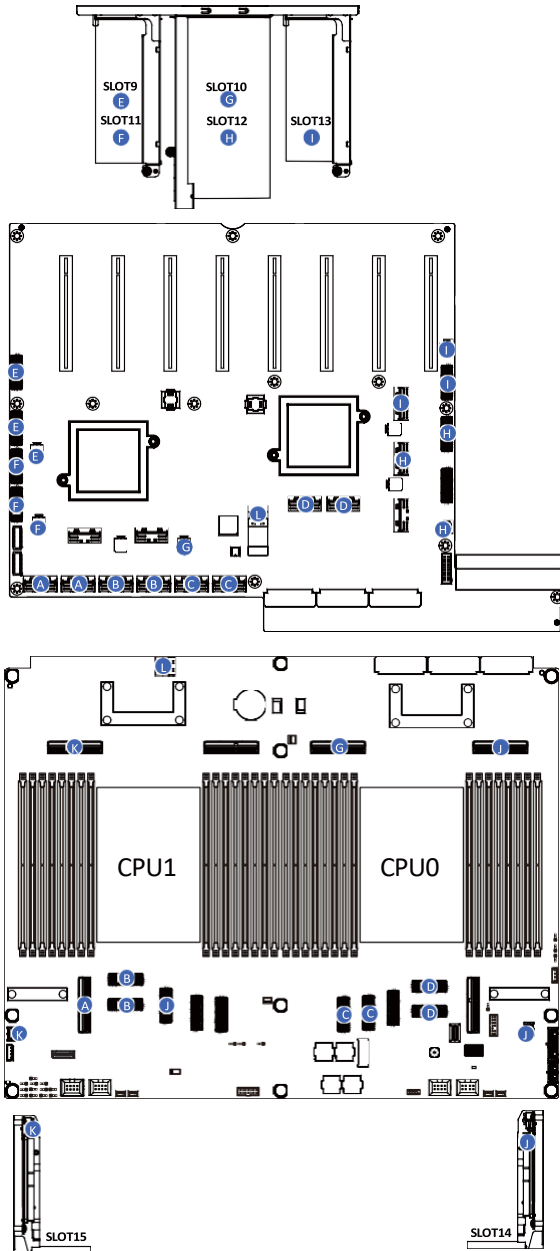 SLOT9 SLOT10
E G
SLOT11 SLOT12 SLOT13
F H I
I
E I
I
E H
E F H
F
F L D D H
G
A A B B C C
L
K G J
CPU1 CPU0
B D
A B J C C D
K J
K J
SLOT15 SLOT14